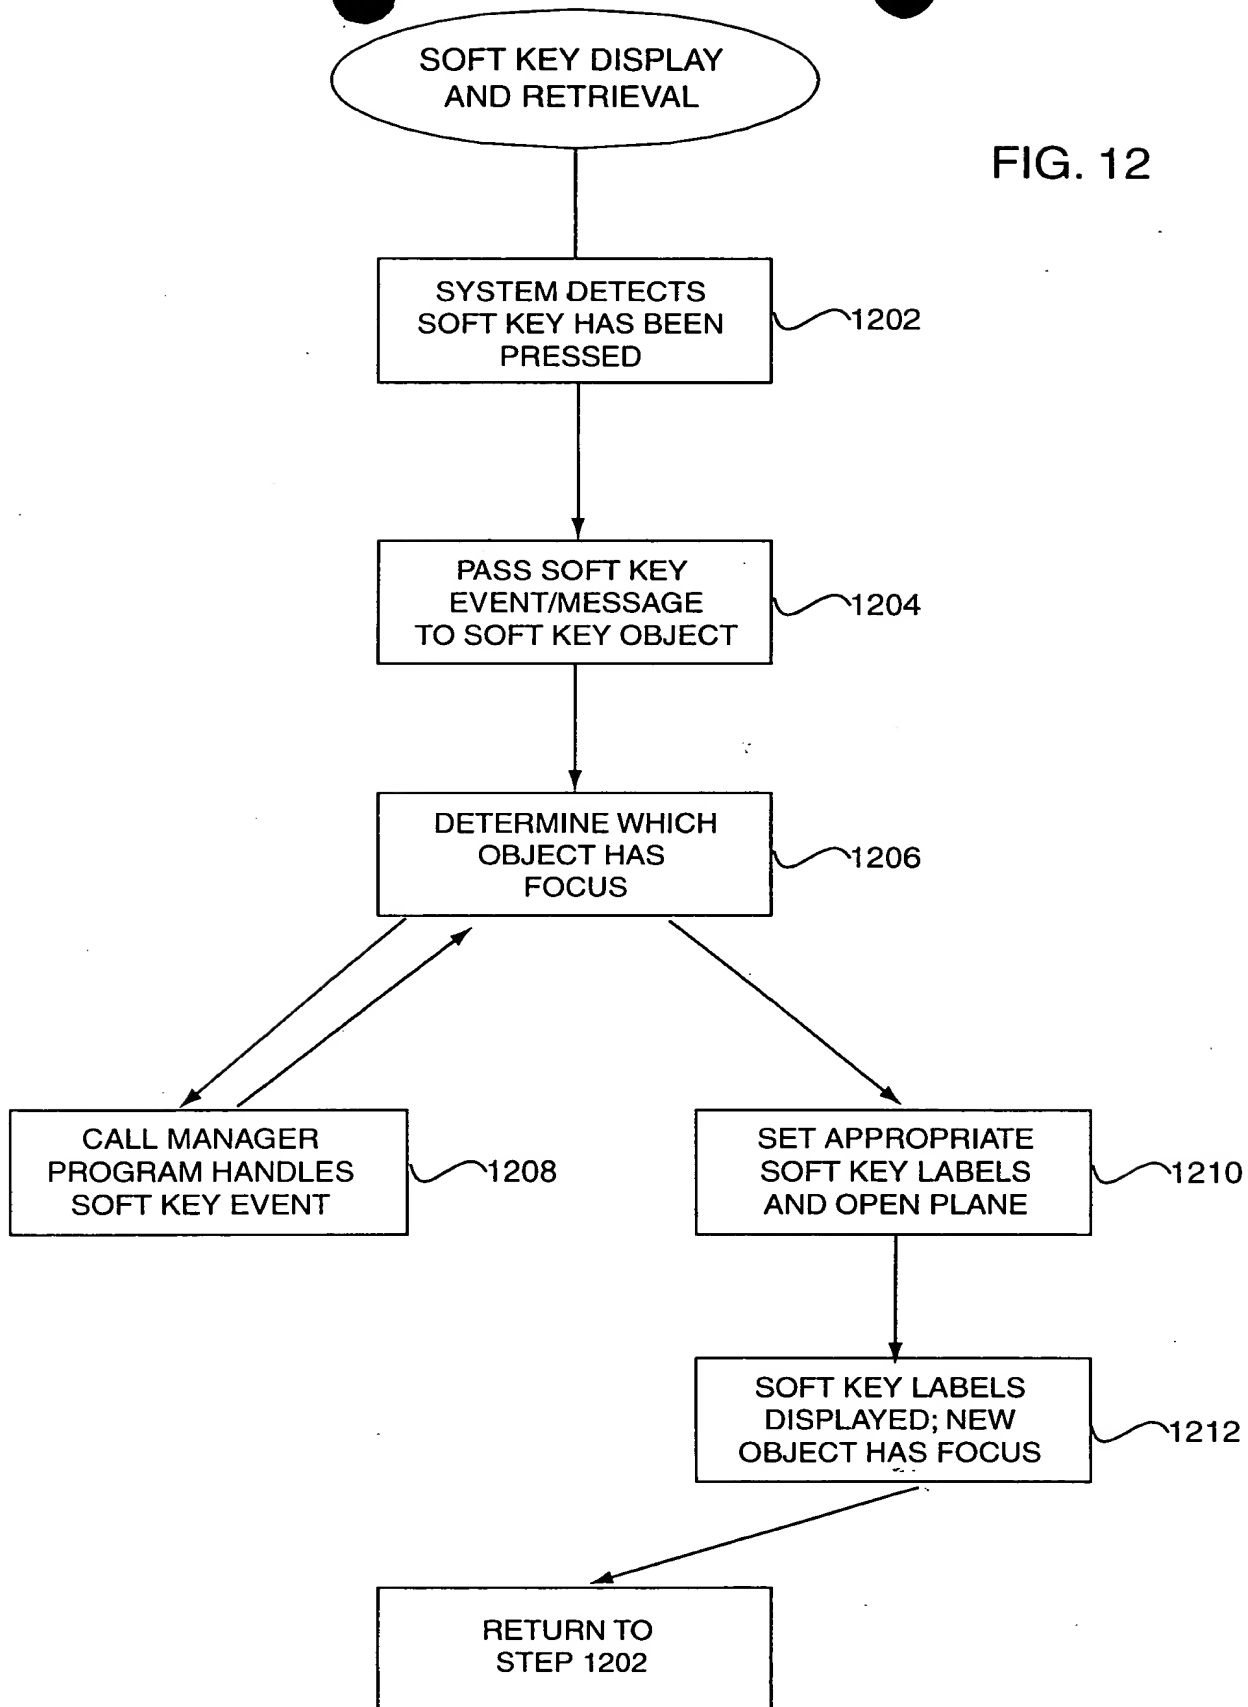 SOFT KEY DISPLAY
AND RETRIEVAL
FIG. 12
SYSTEM DETECTS
SOFT KEY HAS BEEN
PRESSED
1202
PASS SOFT KEY
EVENT/MESSAGE
TO SOFT KEY OBJECT
1204
DETERMINE WHICH
OBJECT HAS
FOCUS
1206
CALL MANAGER
PROGRAM HANDLES
SOFT KEY EVENT
1208
SET APPROPRIATE
SOFT KEY LABELS
AND OPEN PLANE
1210
SOFT KEY LABELS
DISPLAYED; NEW
OBJECT HAS FOCUS
1212
RETURN TO
STEP 1202